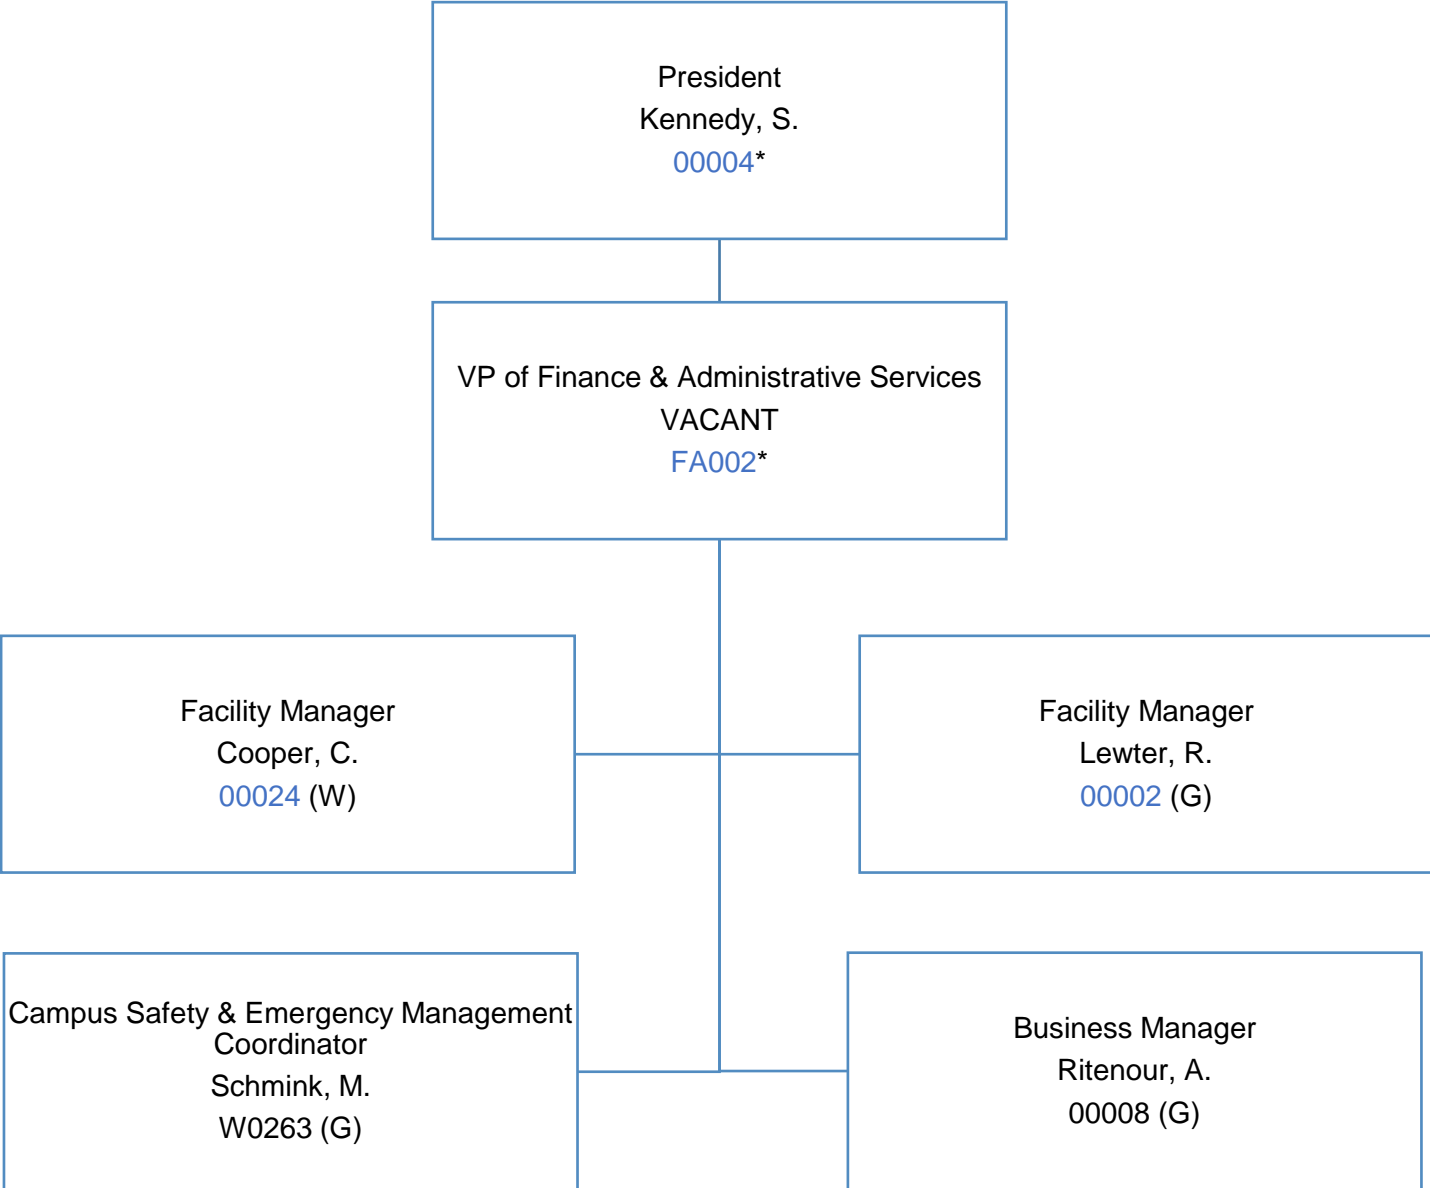 President
Kennedy, S.
00004*
VP of Finance & Administrative Services
VACANT
FA002*
Facility Manager
Cooper, C.
00024 (W)
Facility Manager
Lewter, R.
00002 (G)
Campus Safety & Emergency Management
Coordinator
Schmink, M.
W0263 (G)
Business Manager
Ritenour, A.
00008 (G)